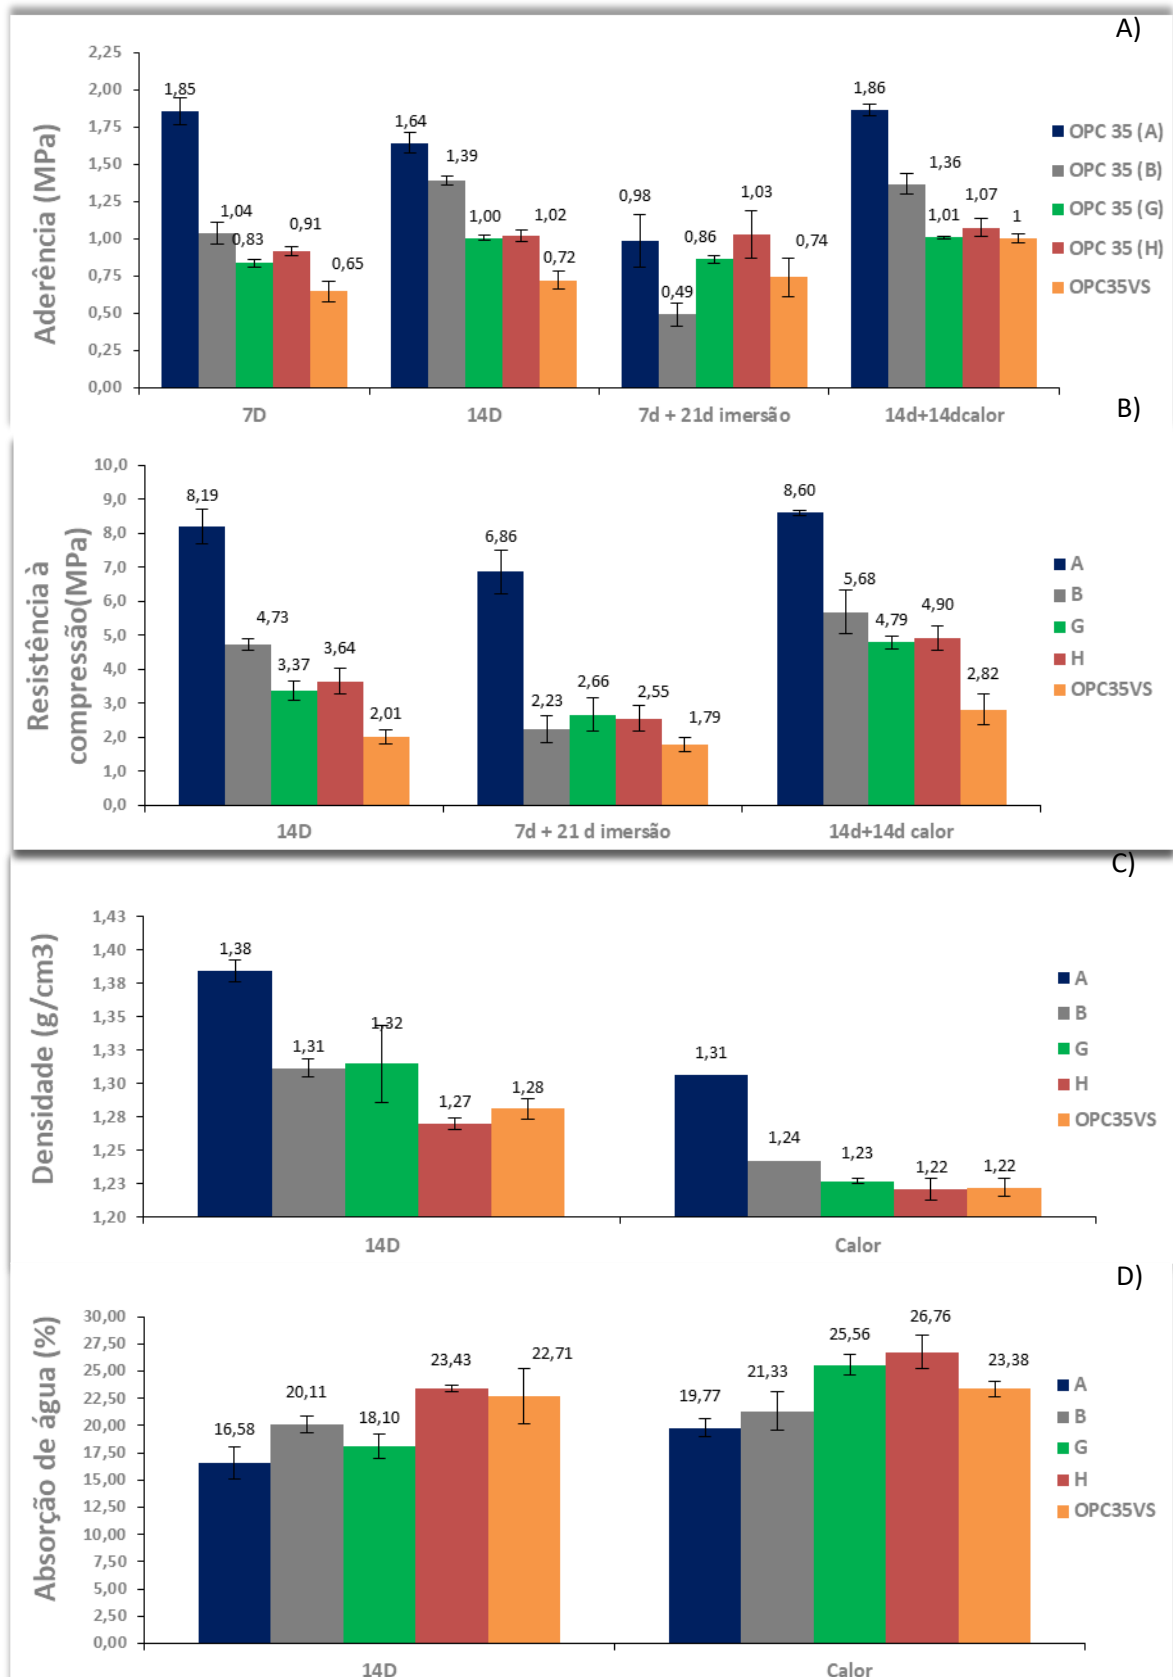 A)
Aderência (MPa)
2,25
2,00
1,75
1,50
1,25
1,00
0,75
0,50
0,25
0,00
1,85
1,04
0,83
0,91
0,65
1,64
1,39
1,00
1,02
0,72
0,98
0,49
0,86
1,03
0,74
1,86
1,36
1,01
1,07
1
7D
14D
7d + 21d imersão
14d+14dcalor
OPC 35 (A)
OPC 35 (B)
OPC 35 (G)
OPC 35 (H)
OPC35VS
B)
Resistência à
compressão(MPa)
10,0
9,0
8,0
7,0
6,0
5,0
4,0
3,0
2,0
1,0
0,0
8,19
4,73
3,37
3,64
2,01
6,86
2,23
2,66
2,55
1,79
8,60
5,68
4,79
4,90
2,82
14D
7d + 21 d imersão
14d+14d calor
A
B
G
H
OPC35VS
C)
Densidade (g/cm3)
1,43
1,40
1,38
1,35
1,33
1,30
1,28
1,25
1,23
1,20
1,38
1,31
1,32
1,27
1,28
1,31
1,24
1,23
1,22
1,22
14D
Calor
A
B
G
H
OPC35VS
D)
Absorção de água (%)
30,00
27,50
25,00
22,50
20,00
17,50
15,00
12,50
10,00
7,50
5,00
2,50
0,00
16,58
20,11
18,10
23,43
22,71
19,77
21,33
25,56
26,76
23,38
14D
Calor
A
B
G
H
OPC35VS